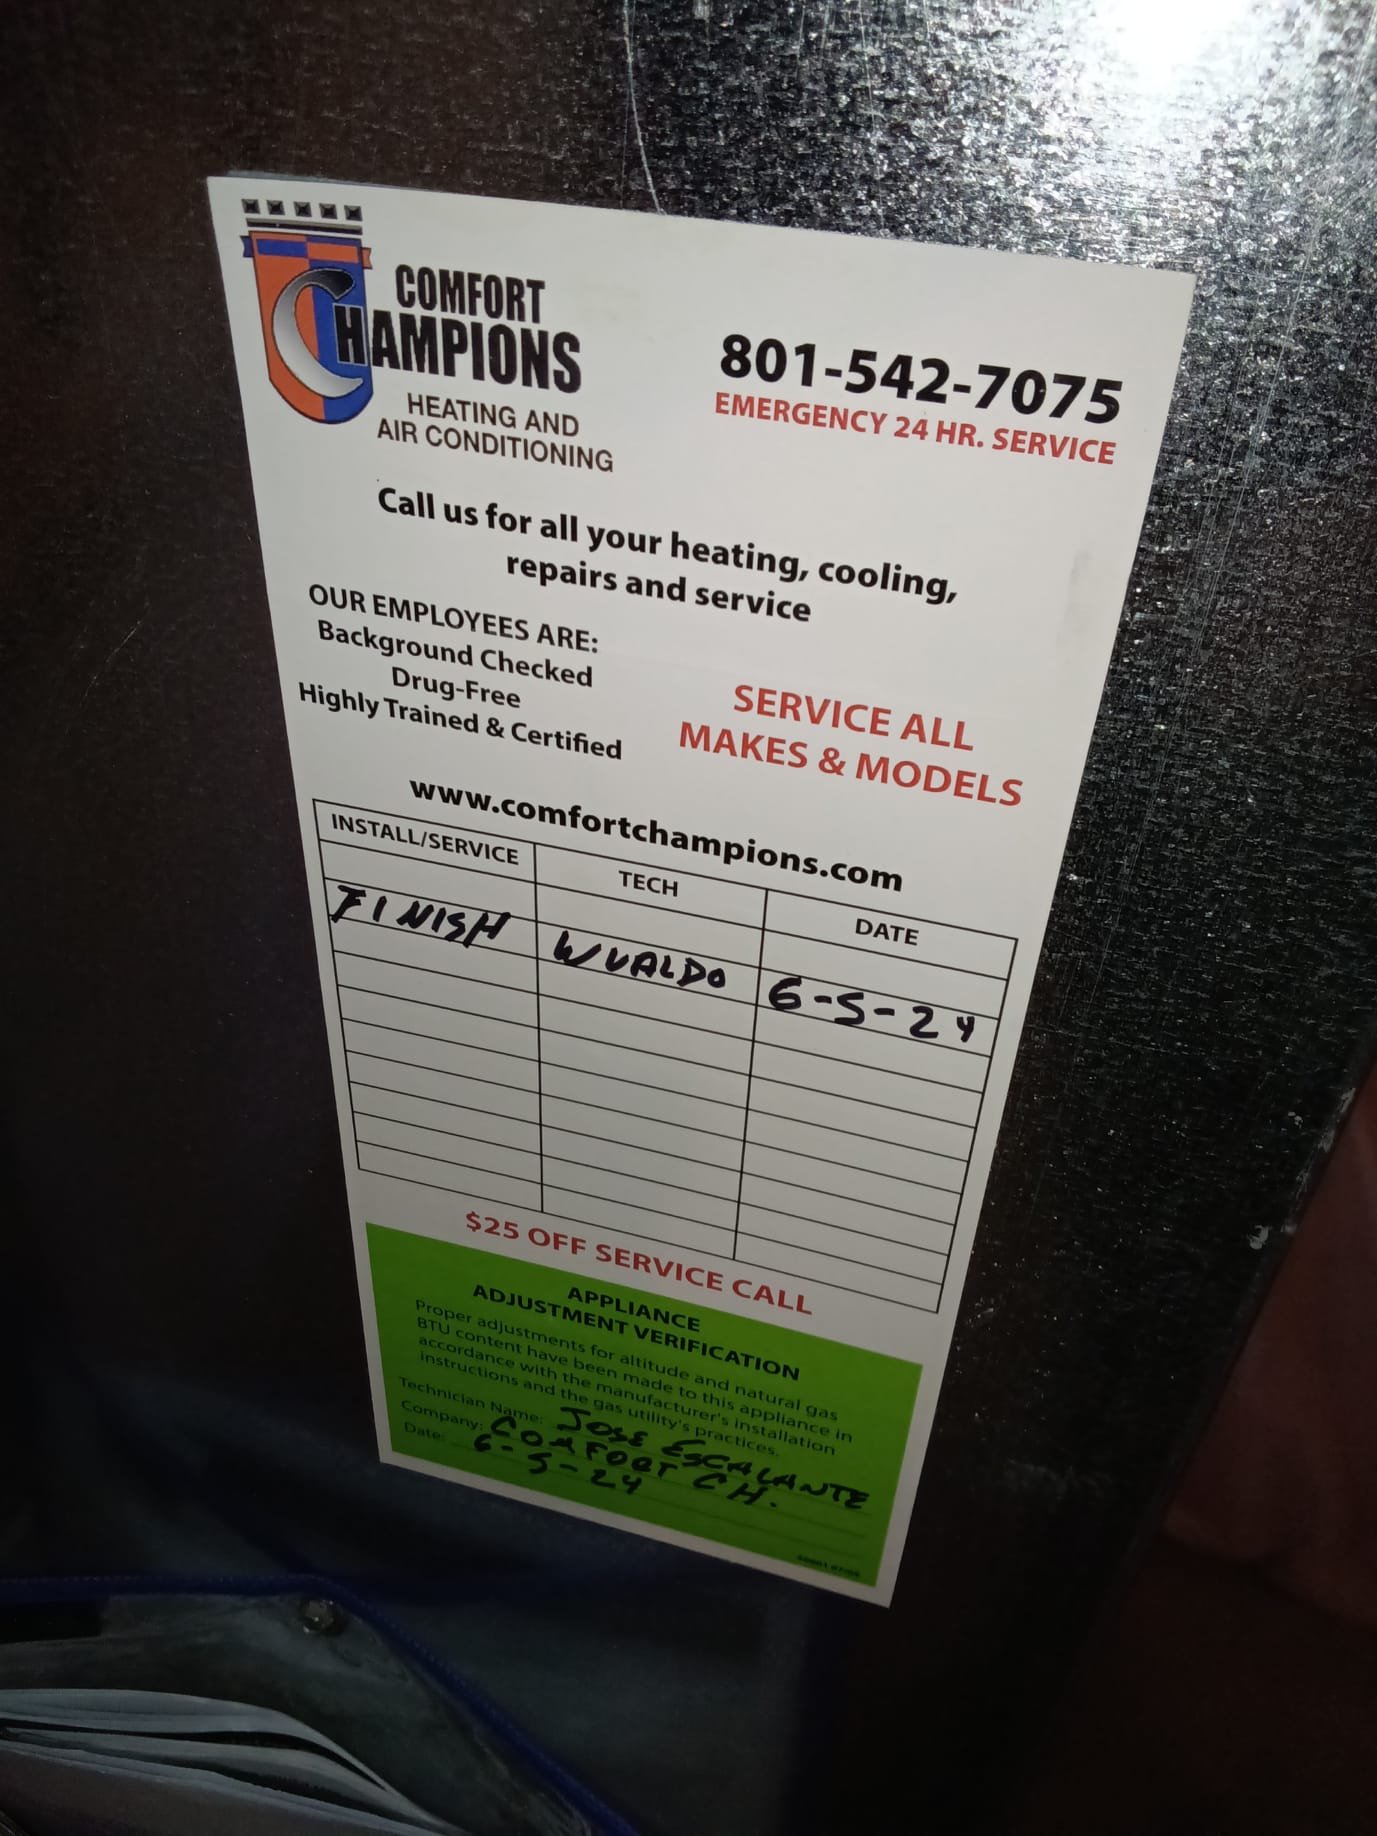 COMFORT
CHAMPIONS
HEATING AND
AIR CONDITIONING
801-542-7075
EMERGENCY 24 HR. SERVICE
Call us for all your heating, cooling,
repairs and service
OUR EMPLOYEES ARE:
Background Checked
Drug-Free
Highly Trained & Certified
SERVICE ALL
MAKES & MODELS
www.comfortchampions.com
INSTALL/SERVICE TECH DATE
FINISH WUALDO 6-5-24
$25 OFF SERVICE CALL
APPLIANCE
ADJUSTMENT VERIFICATION
Proper adjustments for altitude and natural gas
BTU content have been made to this appliance in
accordance with the manufacturer's installation
instructions and the gas utility's practices.
Technician Name: JOSE ESCALANTE
Company: COMFORT CH.
Date: 6-5-24